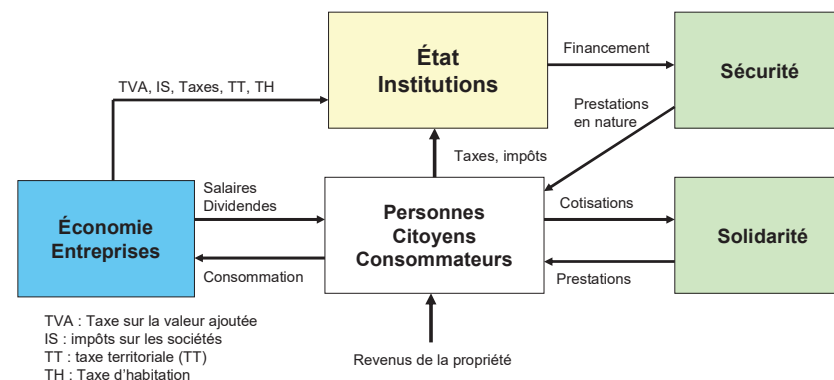 État
Institutions
Financement
Sécurité
TVA, IS, Taxes, TT, TH
Prestations
en nature
Taxes, impôts
Économie
Entreprises
Salaires
Dividendes
Personnes
Citoyens
Consommateurs
Cotisations
Solidarité
Consommation
Prestations
TVA : Taxe sur la valeur ajoutée
IS : impôts sur les sociétés
TT : taxe territoriale (TT)
TH : Taxe d'habitation
Revenus de la propriété